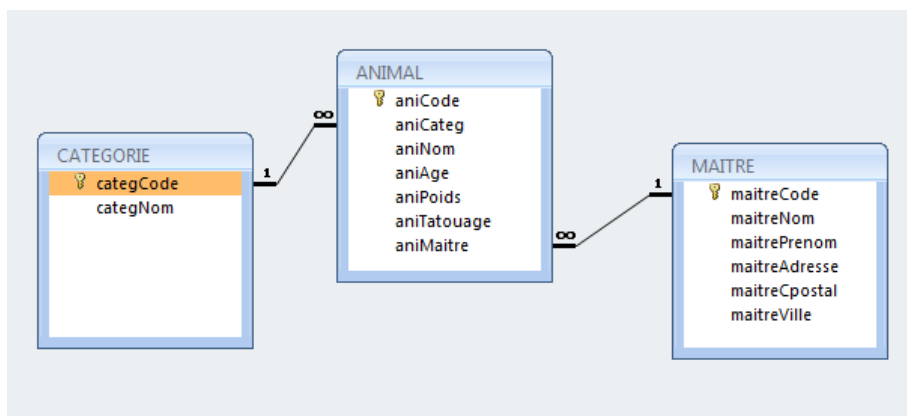 CATEGORIE
categCode
categNom
1
∞
ANIMAL
aniCode
aniCateg
aniNom
aniAge
aniPoids
aniTatouage
aniMaitre
∞
1
MAITRE
maitreCode
maitreNom
maitrePrenom
maitreAdresse
maitreCpostal
maitreVille